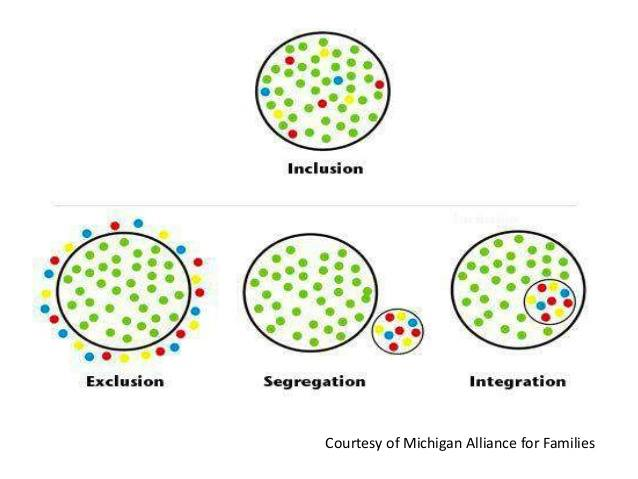 Inclusion
Exclusion
Segregation
Integration
Courtesy of Michigan Alliance for Families